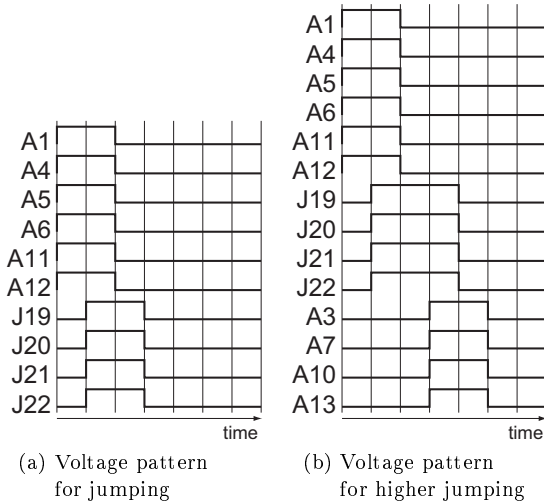 A1
A4
A5
A6
A11
A12
J19
J20
J21
J22
time
(a) Voltage pattern
for jumping
A1
A4
A5
A6
A11
A12
J19
J20
J21
J22
A3
A7
A10
A13
time
(b) Voltage pattern
for higher jumping